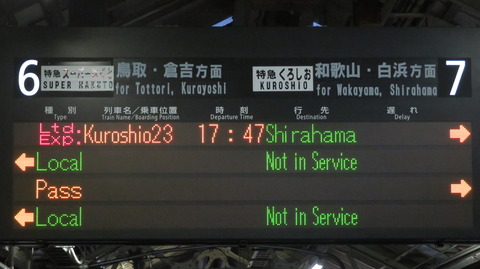 6 特急 スーパーはくと 鳥取・倉吉方面 特急 くろしお 和歌山・白浜方面 7
SUPER HAKUTO for Tottori, Kurayoshi KUROSHIO for Wakayama, Shirahama
種別 列車名／乗車位置 時刻 行先 遅れ
Type Train Name/Boarding Position Departure Time Destination Delay
Ltd. Exp. Kuroshio23 17:47 Shirahama →
← Local Not in Service
Pass →
← Local Not in Service